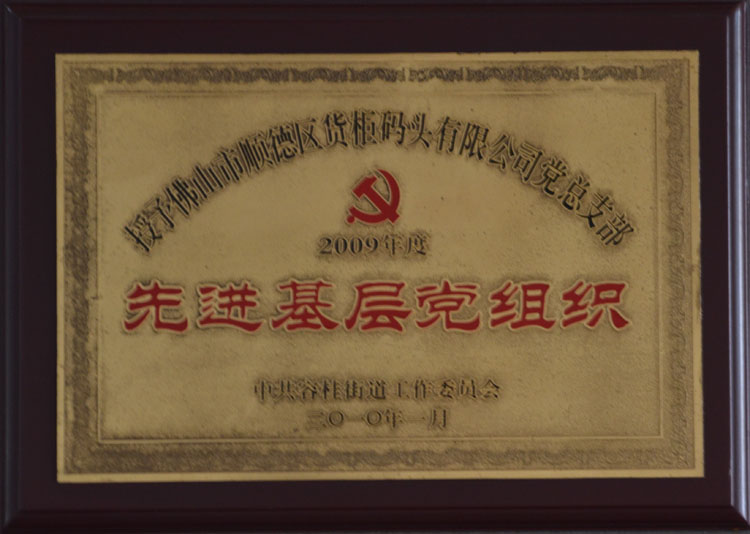 授予佛山市顺德区货柜码头有限公司党总支部
2009年度
先进基层党组织
中共容桂街道工作委员会
二〇一〇年一月